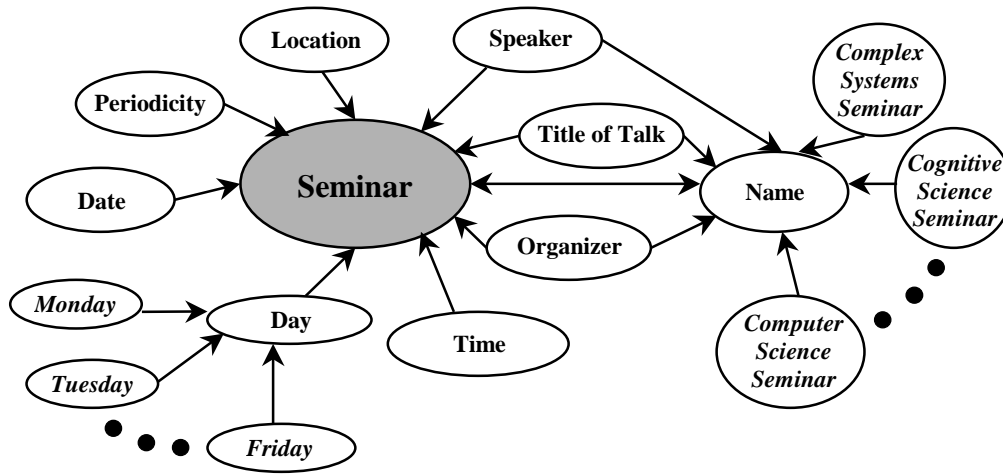 Location
Speaker
Complex
Systems
Seminar
Periodicity
Title of Talk
Cognitive
Science
Seminar
Seminar
Name
Date
Organizer
Monday
Day
Time
Computer
Science
Seminar
Tuesday
Friday